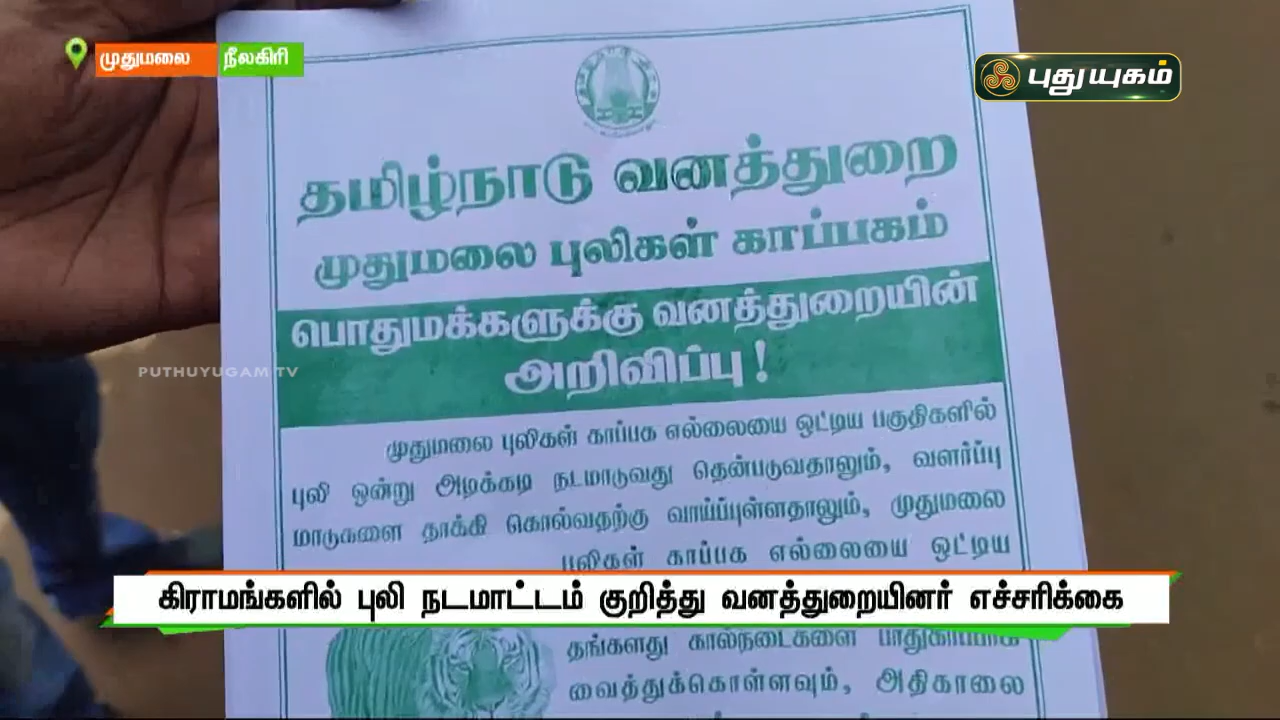 முதுமலை நீலகிரி
புதுயுகம்
தமிழ்நாடு வனத்துறை
முதுமலை புலிகள் காப்பகம்
பொதுமக்களுக்கு வனத்துறையின்
அறிவிப்பு!
PUTHUYUGAM TV
முதுமலை புலிகள் காப்பக எல்லையை ஒட்டிய பகுதிகளில்
புலி ஒன்று அடிக்கடி நடமாடுவது தென்படுவதாலும், வளர்ப்பு
மாடுகளை தாக்கி கொல்வதற்கு வாய்ப்புள்ளதாலும், முதுமலை
புலிகள் காப்பக எல்லையை ஒட்டிய
கிராமங்களில் புலி நடமாட்டம் குறித்து வனத்துறையினர் எச்சரிக்கை
தங்களது கால்நடைகளை பாதுகாப்பாக
வைத்துக்கொள்ளவும், அதிகாலை